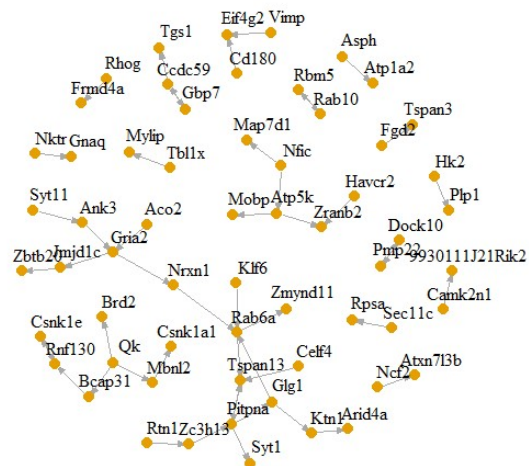 Eif4g2 Vimp
Tgs1
Asph
Ccdc59 Cd180
Rhog
Rbm5
Atp1a2
Frmd4a
Gbp7
Rab10
Tspan3
Map7d1
Fgd2
Nktr Gnaq
Mylip
Nfic
Tbl1x
Hk2
Havcr2
Syt11
Mobp Atp5k
Plp1
Ank3
Aco2
Zranb2
Dock10
Gria2
Zbtb20 Jmjd1c
Pmp22
9930111J21Rik2
Nrxn1
Klf6
Brd2
Zmynd11
Camk2n1
Csnk1e
Rab6a
Rpsa
Sec11c
Qk
Csnk1a1
Rnf130
Celf4
Atxn7l3b
Mbnl2
Tspan13
Ncf2
Bcap31
Glg1
Pitpna
Ktn1 Arid4a
Rtn1 Zc3h13
Syt1